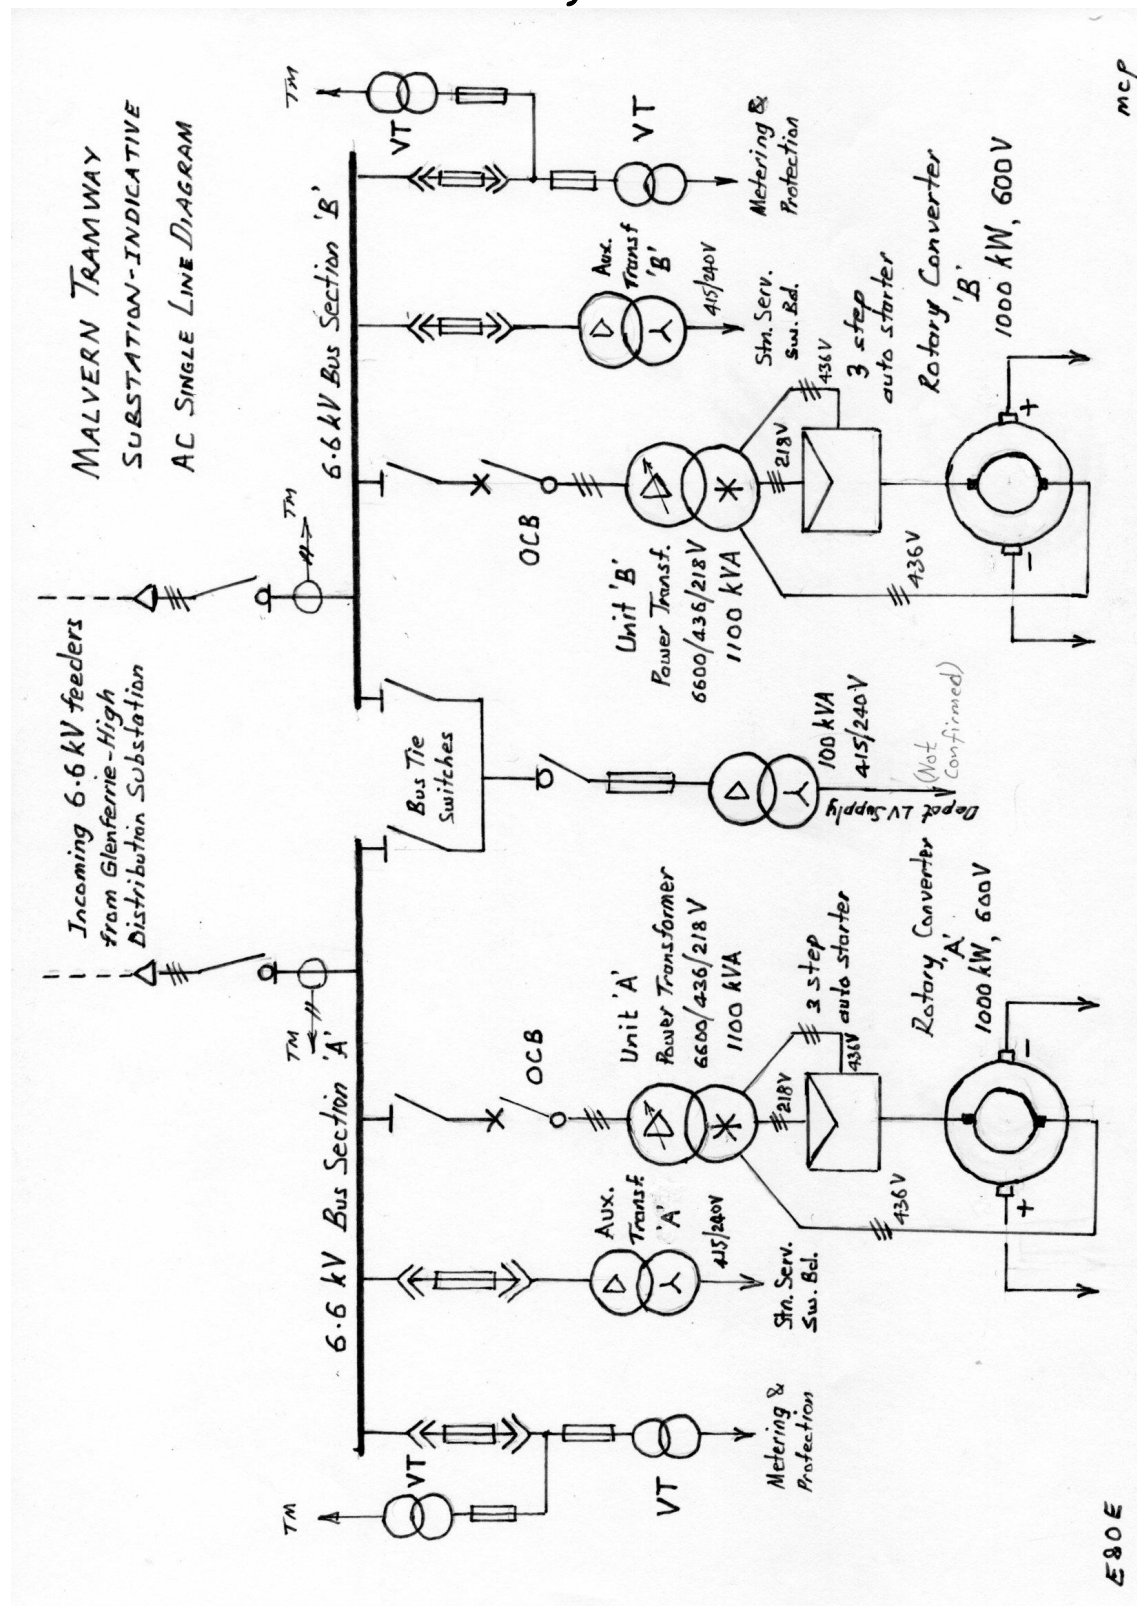 MALVERN TRAMWAY
SUBSTATION-INDICATIVE
AC SINGLE LINE DIAGRAM
Incoming 6.6 kV feeders
from Glenferrie-High
Distribution Substation
TM
TM
TM
TM
VT
VT
6.6 kV Bus Section 'A'
6.6 kV Bus Section 'B'
Bus Tie
Switches
OCB
OCB
VT
Metering &
Protection
Aux.
Transf.
'A'
415/240V
Stn. Serv.
Sw. Bd.
Unit 'A'
Power Transformer
6600/436/218V
1100 kVA
218V
436V
436V
3 step
auto starter
Rotary Converter
'A'
1000 kW, 600V
+
-
100 kVA
415/240V
Depot LV Supply
(Not
Confirmed)
Unit 'B'
Power Transf.
6600/436/218V
1100 kVA
218V
436V
436V
3 step
auto starter
Rotary Converter
'B'
1000 kW, 600V
-
+
Aux.
Transf
'B'
415/240V
Stn. Serv.
Sw. Bd.
VT
Metering &
Protection
E&OE
mcp